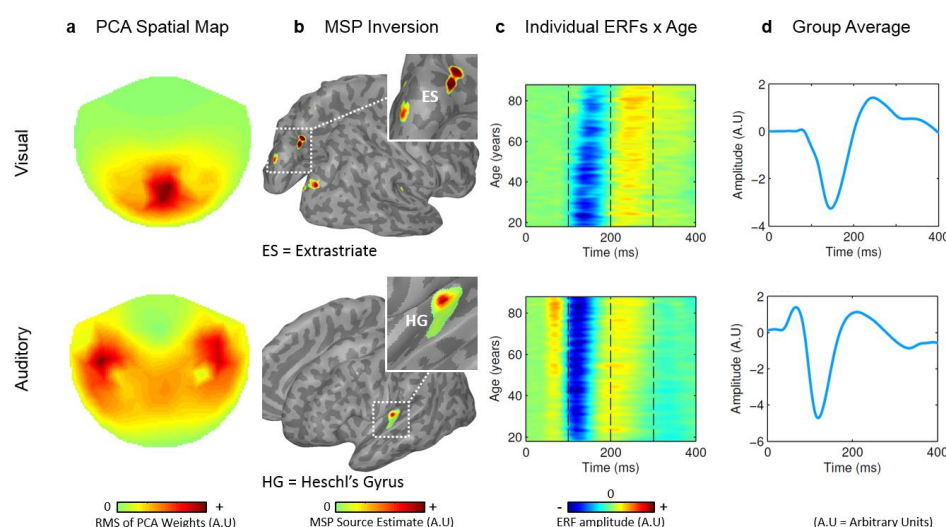 a PCA Spatial Map
b MSP Inversion
c Individual ERFs x Age
d Group Average
Visual
ES
ES = Extrastriate
Age (years)
80
60
40
20
0 100 200 300 400
Time (ms)
Amplitude (A.U)
2
0
−2
−4
0 200 400
Time (ms)
Auditory
HG
HG = Heschl's Gyrus
Age (years)
80
60
40
20
0 100 200 300 400
Time (ms)
Amplitude (A.U)
2
0
−2
−4
−6
0 200 400
Time (ms)
0 +
RMS of PCA Weights (A.U)
0 +
MSP Source Estimate (A.U)
0
- +
ERF amplitude (A.U)
(A.U = Arbitrary Units)